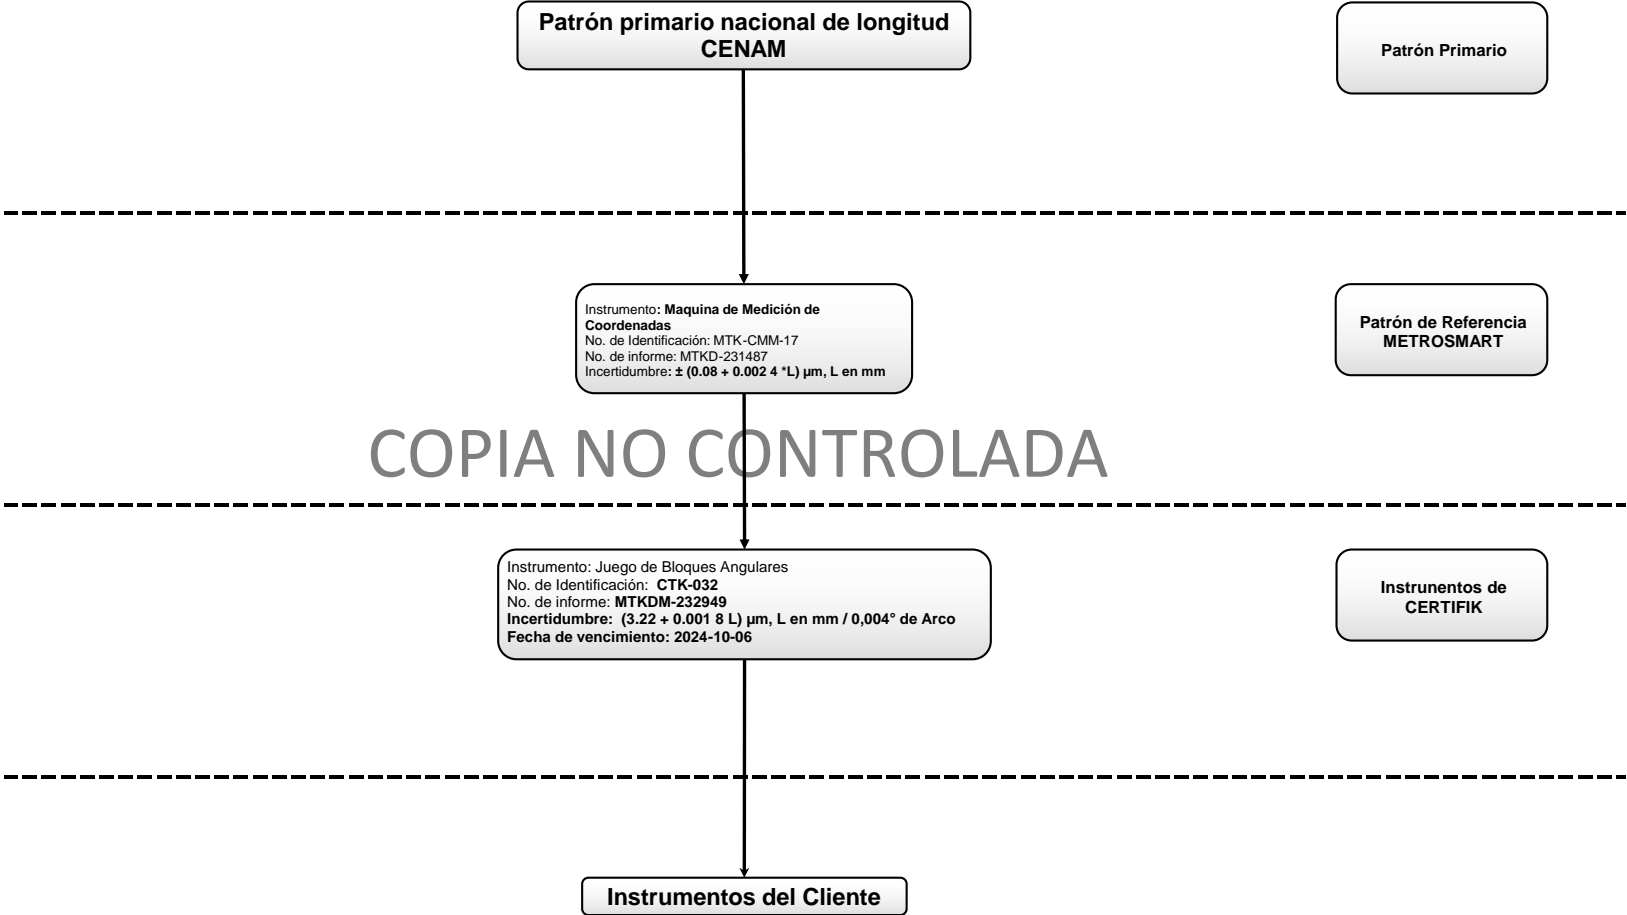 Patrón primario nacional de longitud
CENAM
Patrón Primario
Instrumento: Maquina de Medición de
Coordenadas
No. de Identificación: MTK-CMM-17
No. de informe: MTKD-231487
Incertidumbre: ± (0.08 + 0.002 4 *L) µm, L en mm
Patrón de Referencia
METROSMART
COPIA NO CONTROLADA
Instrumento: Juego de Bloques Angulares
No. de Identificación: CTK-032
No. de informe: MTKDM-232949
Incertidumbre: (3.22 + 0.001 8 L) µm, L en mm / 0,004° de Arco
Fecha de vencimiento: 2024-10-06
Instrunentos de
CERTIFIK
Instrumentos del Cliente